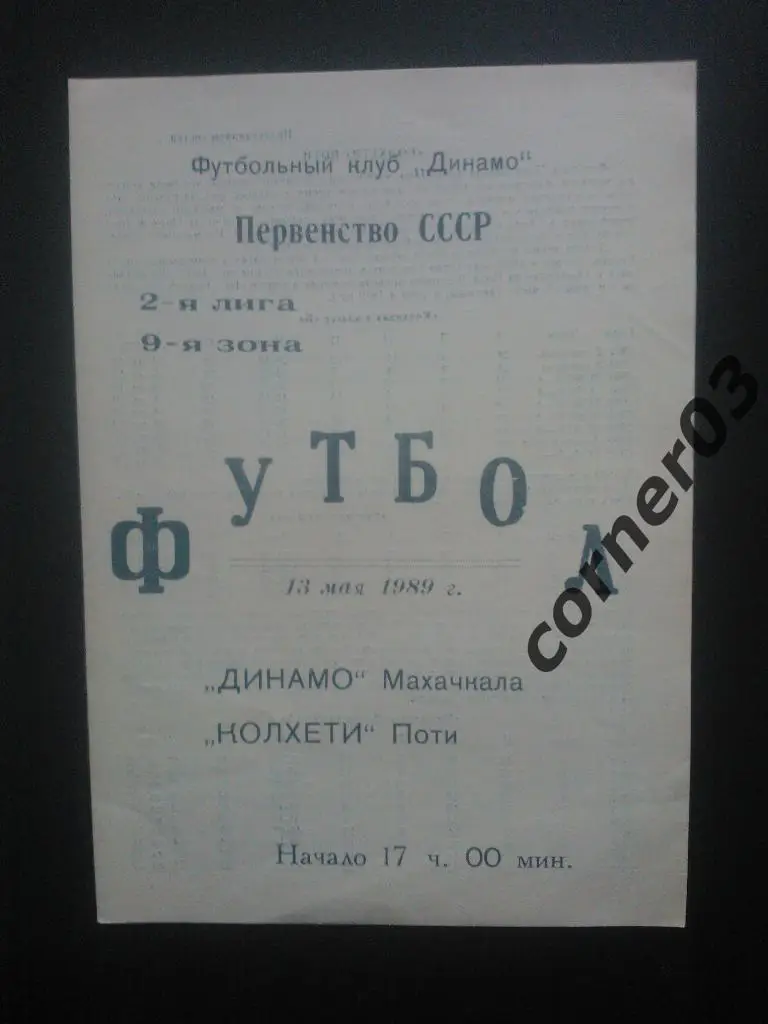 Футбольный клуб „Динамо“
Первенство СССР
2-я лига
9-я зона
ФУТБОЛ
13 мая 1989 г.
„ДИНАМО“ Махачкала
„КОЛХЕТИ“ Поти
Начало 17 ч. 00 мин.
corner03